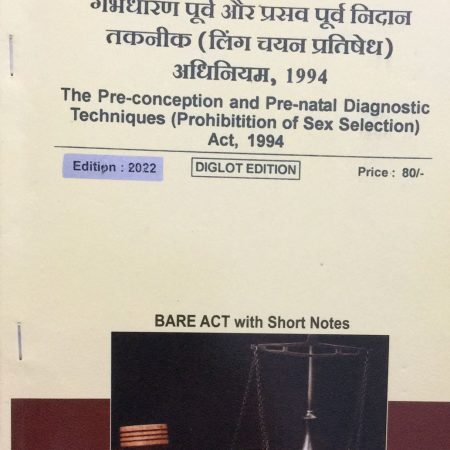 गर्भधारण पूर्व और प्रसव पूर्व निदान
तकनीक (लिंग चयन प्रतिषेध)
अधिनियम, 1994
The Pre-conception and Pre-natal Diagnostic
Techniques (Prohibitition of Sex Selection)
Act, 1994
Edition : 2022 DIGLOT EDITION Price : 80/-
BARE ACT with Short Notes